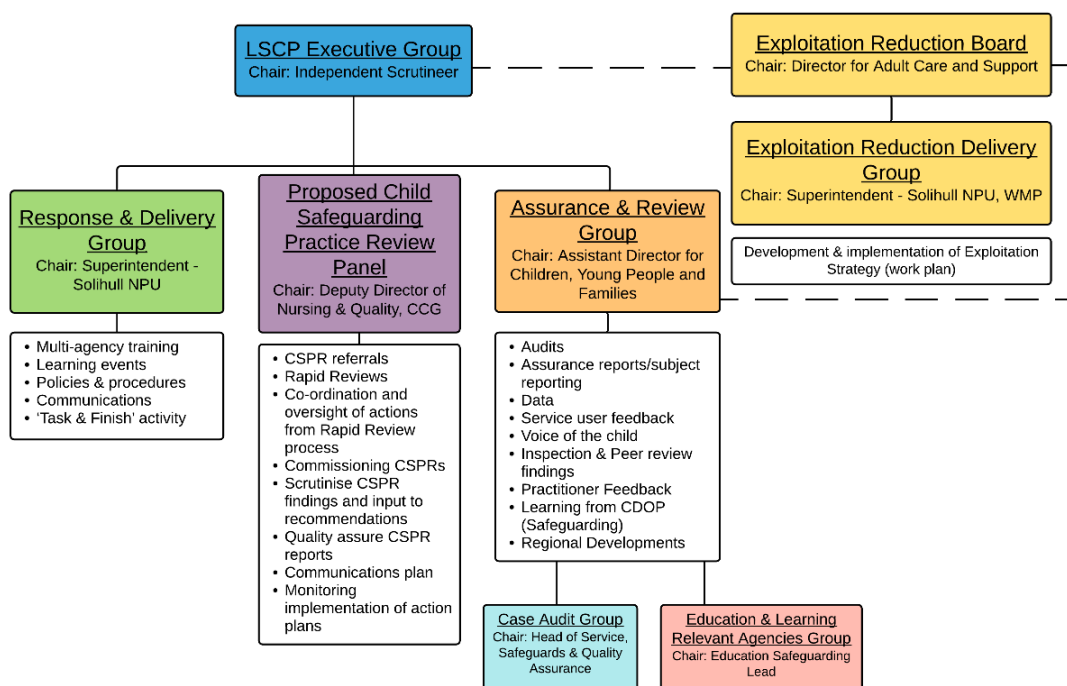 LSCP Executive Group
Chair: Independent Scrutineer
Exploitation Reduction Board
Chair: Director for Adult Care and Support
Exploitation Reduction Delivery
Group
Chair: Superintendent - Solihull NPU, WMP
Development & implementation of Exploitation
Strategy (work plan)
Response & Delivery
Group
Chair: Superintendent -
Solihull NPU
• Multi-agency training
• Learning events
• Policies & procedures
• Communications
• ‘Task & Finish’ activity
Proposed Child
Safeguarding
Practice Review
Panel
Chair: Deputy Director of
Nursing & Quality, CCG
• CSPR referrals
• Rapid Reviews
• Co-ordination and
oversight of actions
from Rapid Review
process
• Commissioning CSPRs
• Scrutinise CSPR
findings and input to
recommendations
• Quality assure CSPR
reports
• Communications plan
• Monitoring
implementation of action
plans
Assurance & Review
Group
Chair: Assistant Director for
Children, Young People and
Families
• Audits
• Assurance reports/subject
reporting
• Data
• Service user feedback
• Voice of the child
• Inspection & Peer review
findings
• Practitioner Feedback
• Learning from CDOP
(Safeguarding)
• Regional Developments
Case Audit Group
Chair: Head of Service,
Safeguards & Quality
Assurance
Education & Learning
Relevant Agencies Group
Chair: Education Safeguarding
Lead